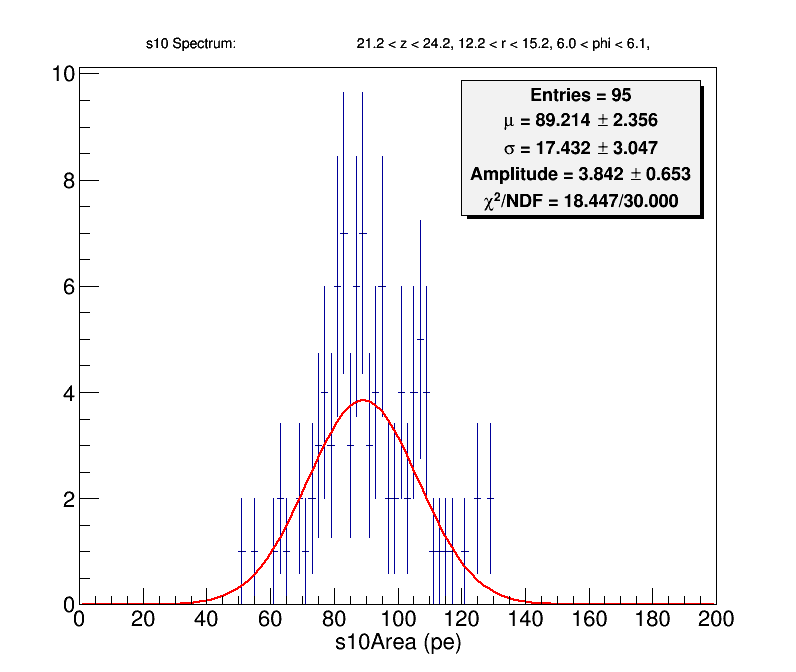 s10 Spectrum: 21.2 < z < 24.2, 12.2 < r < 15.2, 6.0 < phi < 6.1,
Entries = 95
μ = 89.214 ± 2.356
σ = 17.432 ± 3.047
Amplitude = 3.842 ± 0.653
χ²/NDF = 18.447/30.000
10
8
6
4
2
0
0 20 40 60 80 100 120 140 160 180 200
s10Area (pe)